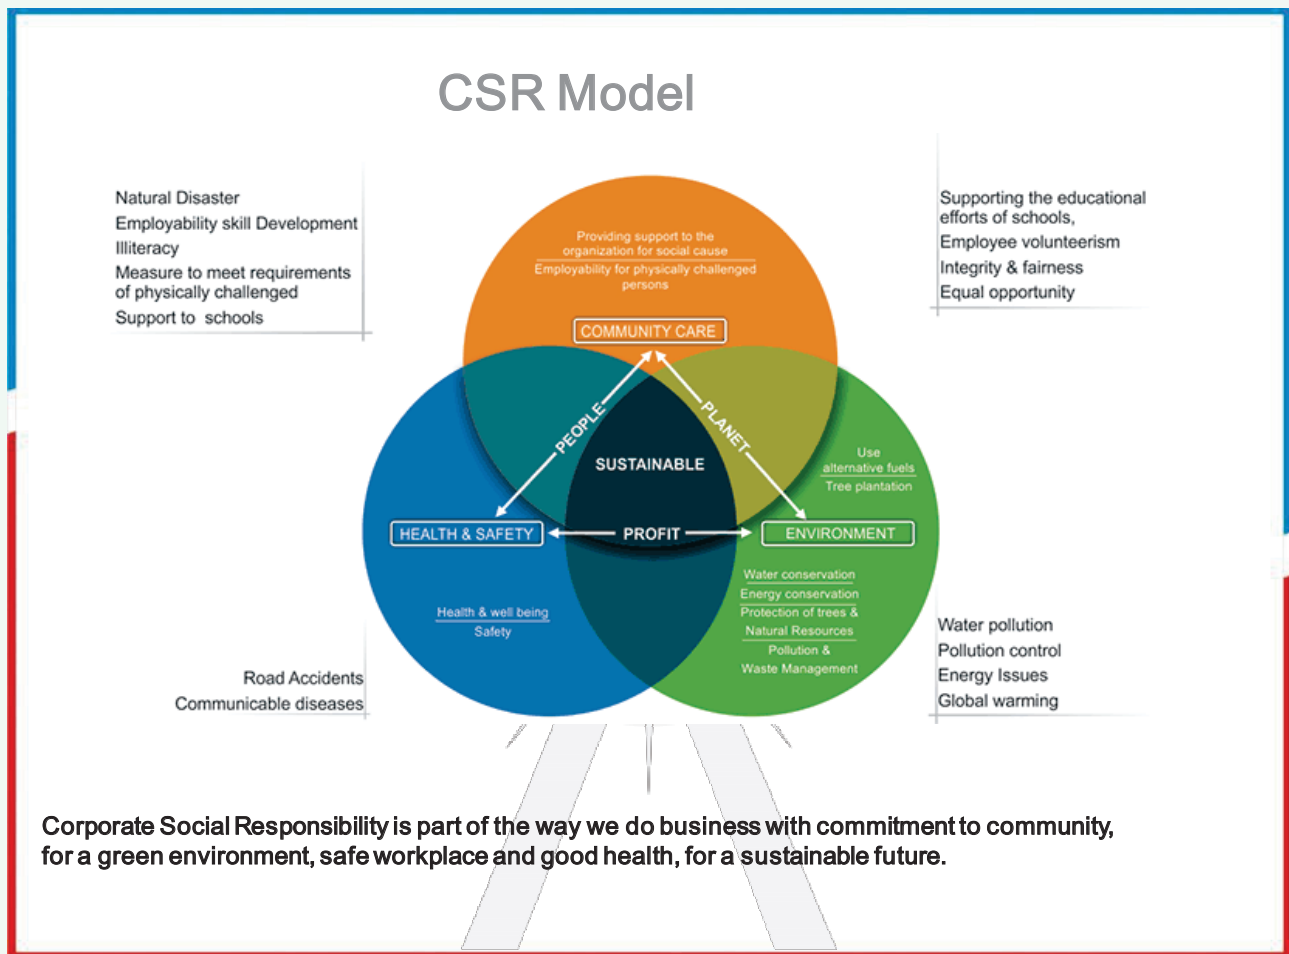 CSR Model
Natural Disaster
Employability skill Development
Illiteracy
Measure to meet requirements
of physically challenged
Support to schools
Supporting the educational
efforts of schools,
Employee volunteerism
Integrity & fairness
Equal opportunity
Providing support to the
organization for social cause
Employability for physically challenged
persons
COMMUNITY CARE
PEOPLE
PLANET
SUSTAINABLE
Use
alternative fuels
Tree plantation
HEALTH & SAFETY
PROFIT
ENVIRONMENT
Water conservation
Energy conservation
Protection of trees &
Natural Resources
Pollution &
Waste Management
Health & well being
Safety
Road Accidents
Communicable diseases
Water pollution
Pollution control
Energy Issues
Global warming
Corporate Social Responsibility is part of the way we do business with commitment to community,
for a green environment, safe workplace and good health, for a sustainable future.